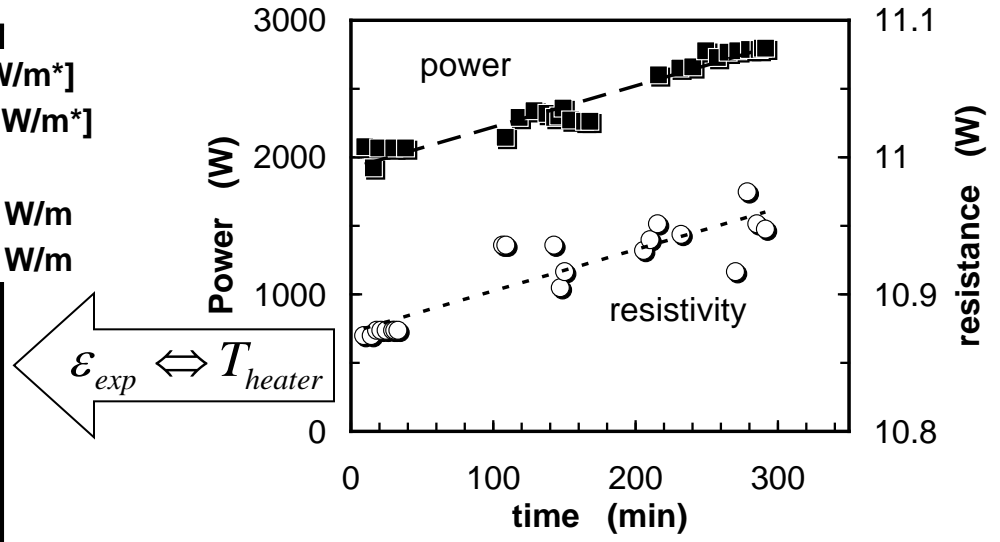 W/m*]
W/m*]
W/m
W/m
ε_exp ⇔ T_heater
3000
2000
1000
0
Power (W)
power
resistivity
11.1
11
10.9
10.8
resistance (W)
0 100 200 300
time (min)